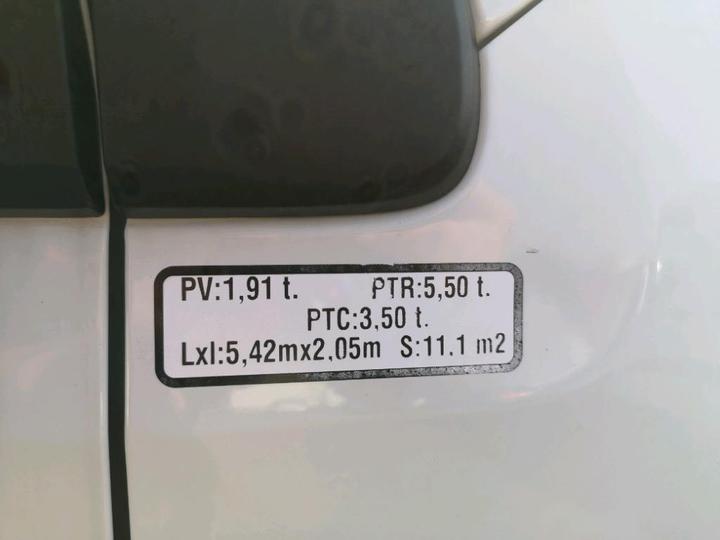 PV:1,91 t. PTR:5,50 t.
PTC:3,50 t.
Lxl:5,42mx2,05m S:11.1 m2